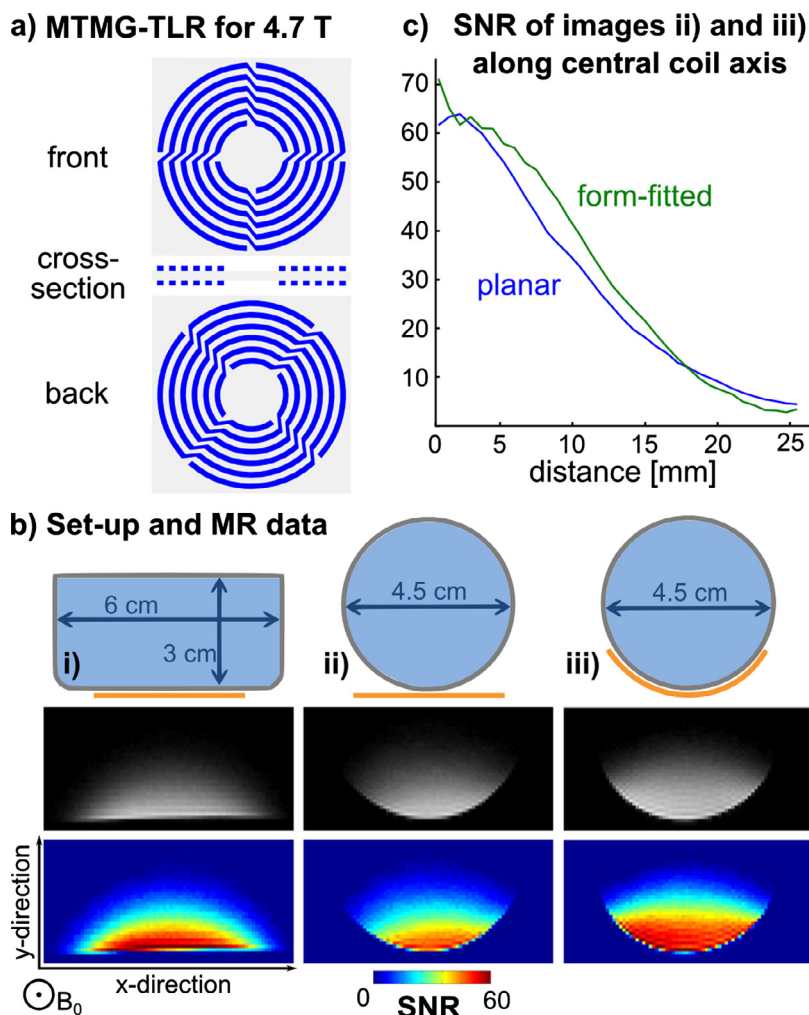 a) MTMG-TLR for 4.7 T
front
cross-
section
back
c) SNR of images ii) and iii)
along central coil axis
70
60
50
40
30
20
10
form-fitted
planar
0 5 10 15 20 25
distance [mm]
b) Set-up and MR data
6 cm
3 cm
i)
4.5 cm
ii)
4.5 cm
iii)
y-direction
x-direction
B₀
0 60
SNR